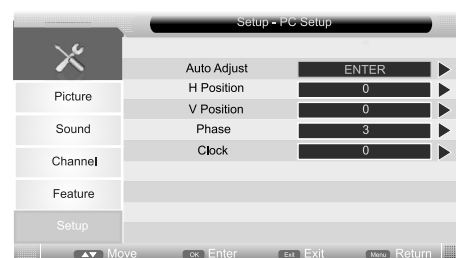 Setup - PC Setup
Auto Adjust ENTER
H Position 0
V Position 0
Phase 3
Clock 0
Picture
Sound
Channel
Feature
Setup
▲▼ Move OK Enter Exit Exit Menu Return